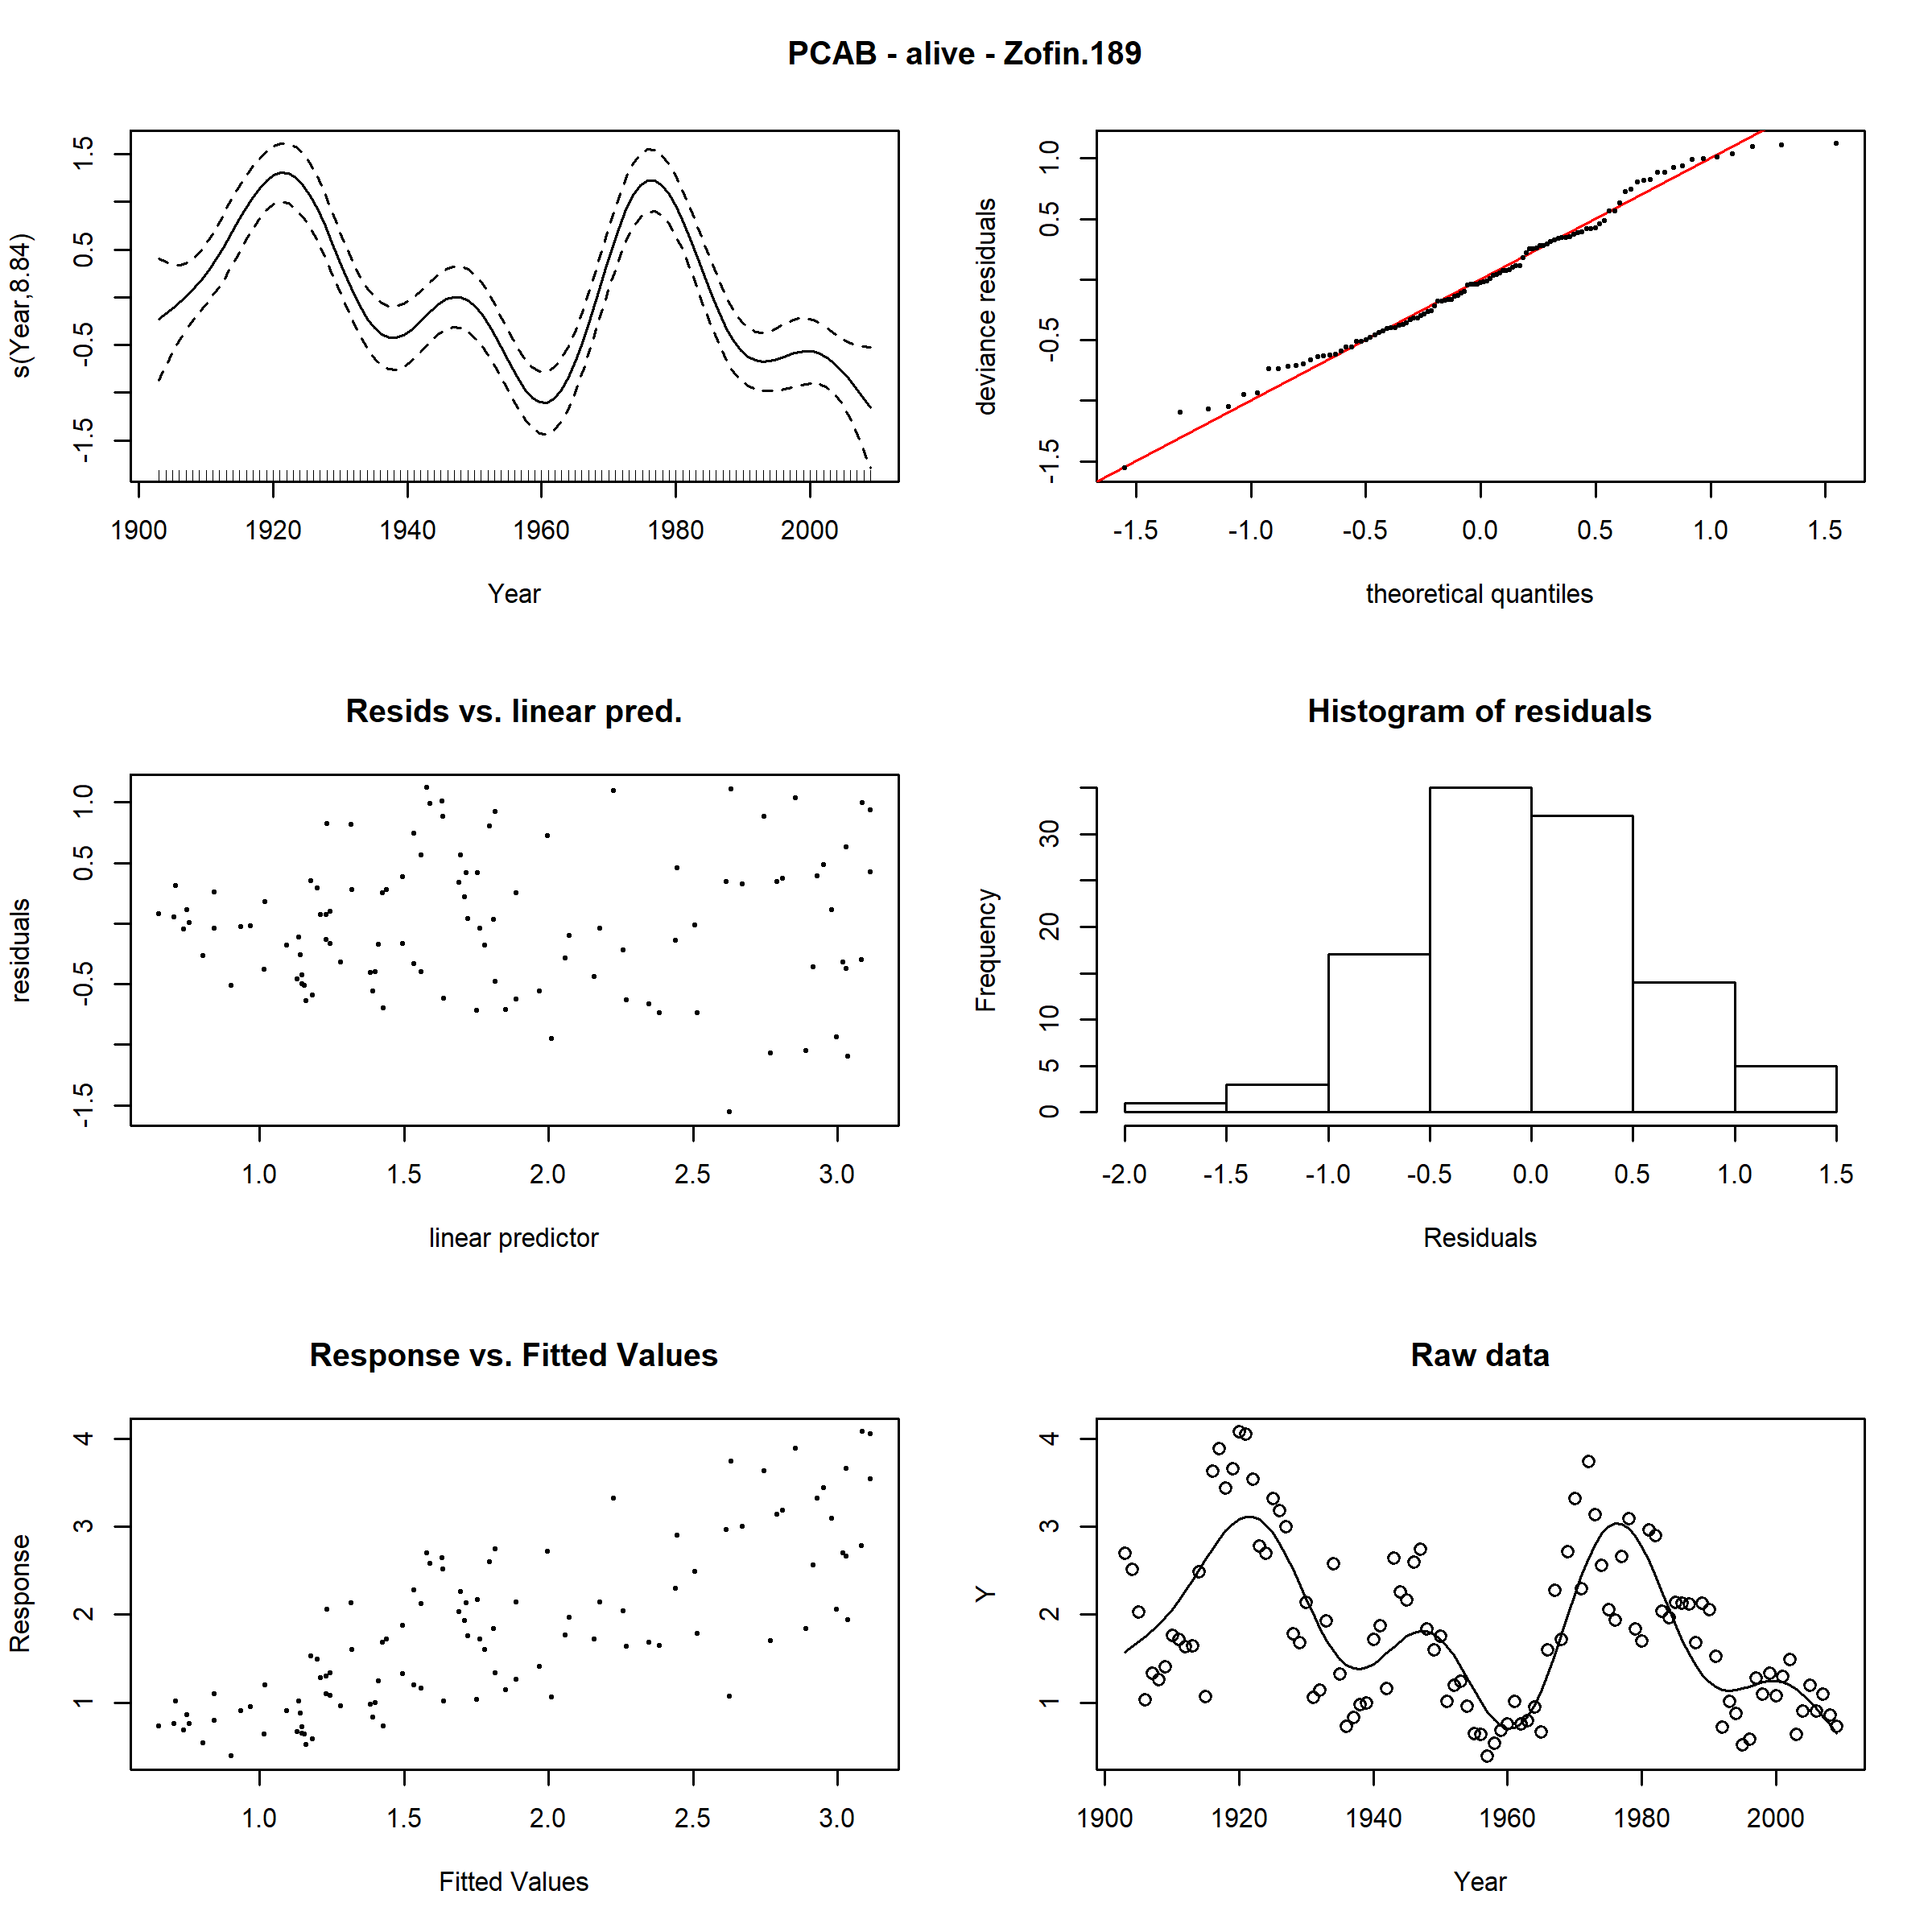 PCAB - alive - Zofin.189
s(Year,8.84)
-1.5 -0.5 0.5 1.5
1900 1920 1940 1960 1980 2000
Year
deviance residuals
-1.5 -0.5 0.5 1.0
-1.5 -1.0 -0.5 0.0 0.5 1.0 1.5
theoretical quantiles
Resids vs. linear pred.
residuals
-1.5 -0.5 0.5 1.0
1.0 1.5 2.0 2.5 3.0
linear predictor
Histogram of residuals
Frequency
0 5 10 20 30
-2.0 -1.5 -1.0 -0.5 0.0 0.5 1.0 1.5
Residuals
Response vs. Fitted Values
Response
1 2 3 4
1.0 1.5 2.0 2.5 3.0
Fitted Values
Raw data
Y
1 2 3 4
1900 1920 1940 1960 1980 2000
Year